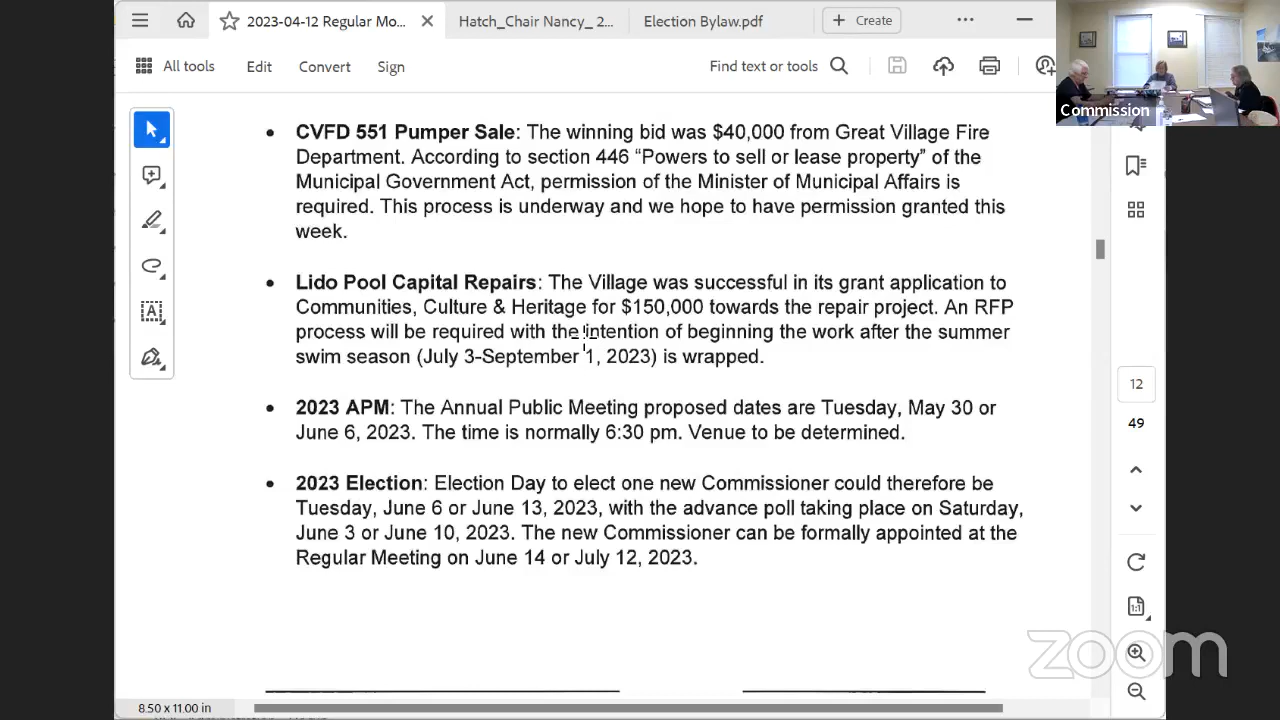 2023-04-12 Regular Mo...
Hatch_Chair Nancy_ 2...
Election Bylaw.pdf
Create
All tools
Edit
Convert
Sign
Find text or tools
Commission
• CVFD 551 Pumper Sale: The winning bid was $40,000 from Great Village Fire
Department. According to section 446 “Powers to sell or lease property” of the
Municipal Government Act, permission of the Minister of Municipal Affairs is
required. This process is underway and we hope to have permission granted this
week.
• Lido Pool Capital Repairs: The Village was successful in its grant application to
Communities, Culture & Heritage for $150,000 towards the repair project. An RFP
process will be required with the intention of beginning the work after the summer
swim season (July 3-September 1, 2023) is wrapped.
• 2023 APM: The Annual Public Meeting proposed dates are Tuesday, May 30 or
June 6, 2023. The time is normally 6:30 pm. Venue to be determined.
• 2023 Election: Election Day to elect one new Commissioner could therefore be
Tuesday, June 6 or June 13, 2023, with the advance poll taking place on Saturday,
June 3 or June 10, 2023. The new Commissioner can be formally appointed at the
Regular Meeting on June 14 or July 12, 2023.
12
49
1:1
zoom
8.50 x 11.00 in